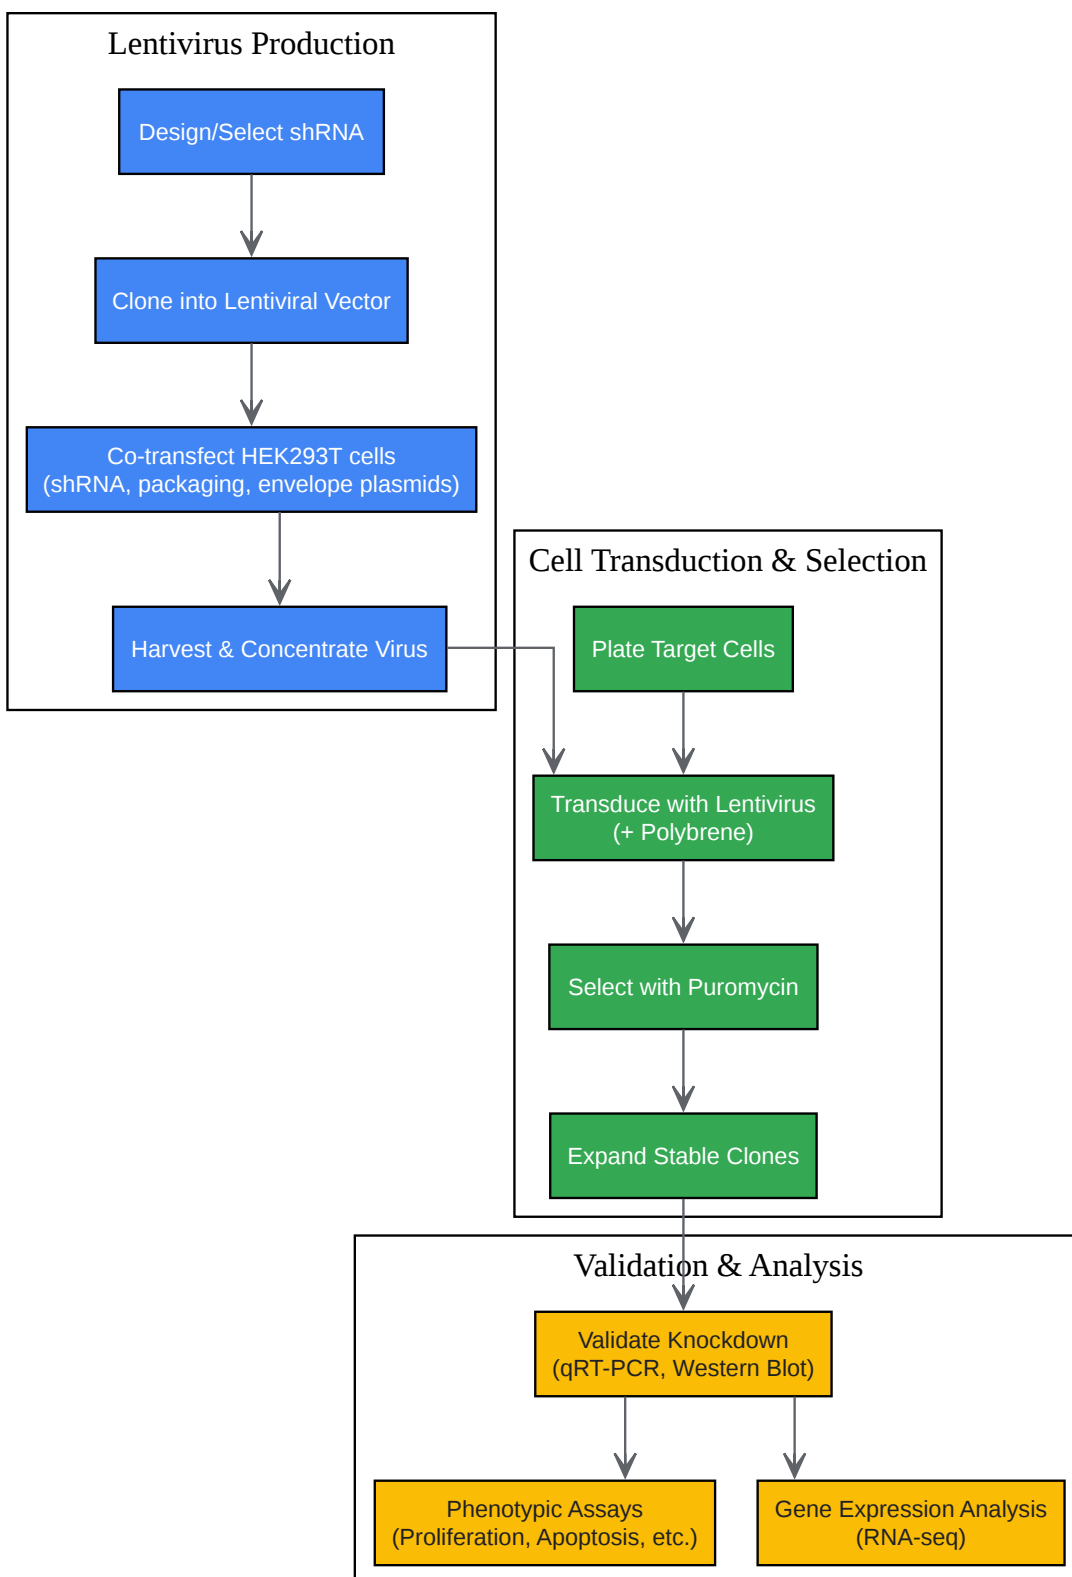 Lentivirus Production
Design/Select shRNA
Clone into Lentiviral Vector
Co-transfect HEK293T cells
(shRNA, packaging, envelope plasmids)
Harvest & Concentrate Virus
Cell Transduction & Selection
Plate Target Cells
Transduce with Lentivirus
(+ Polybrene)
Select with Puromycin
Expand Stable Clones
Validation & Analysis
Validate Knockdown
(qRT-PCR, Western Blot)
Phenotypic Assays
(Proliferation, Apoptosis, etc.)
Gene Expression Analysis
(RNA-seq)